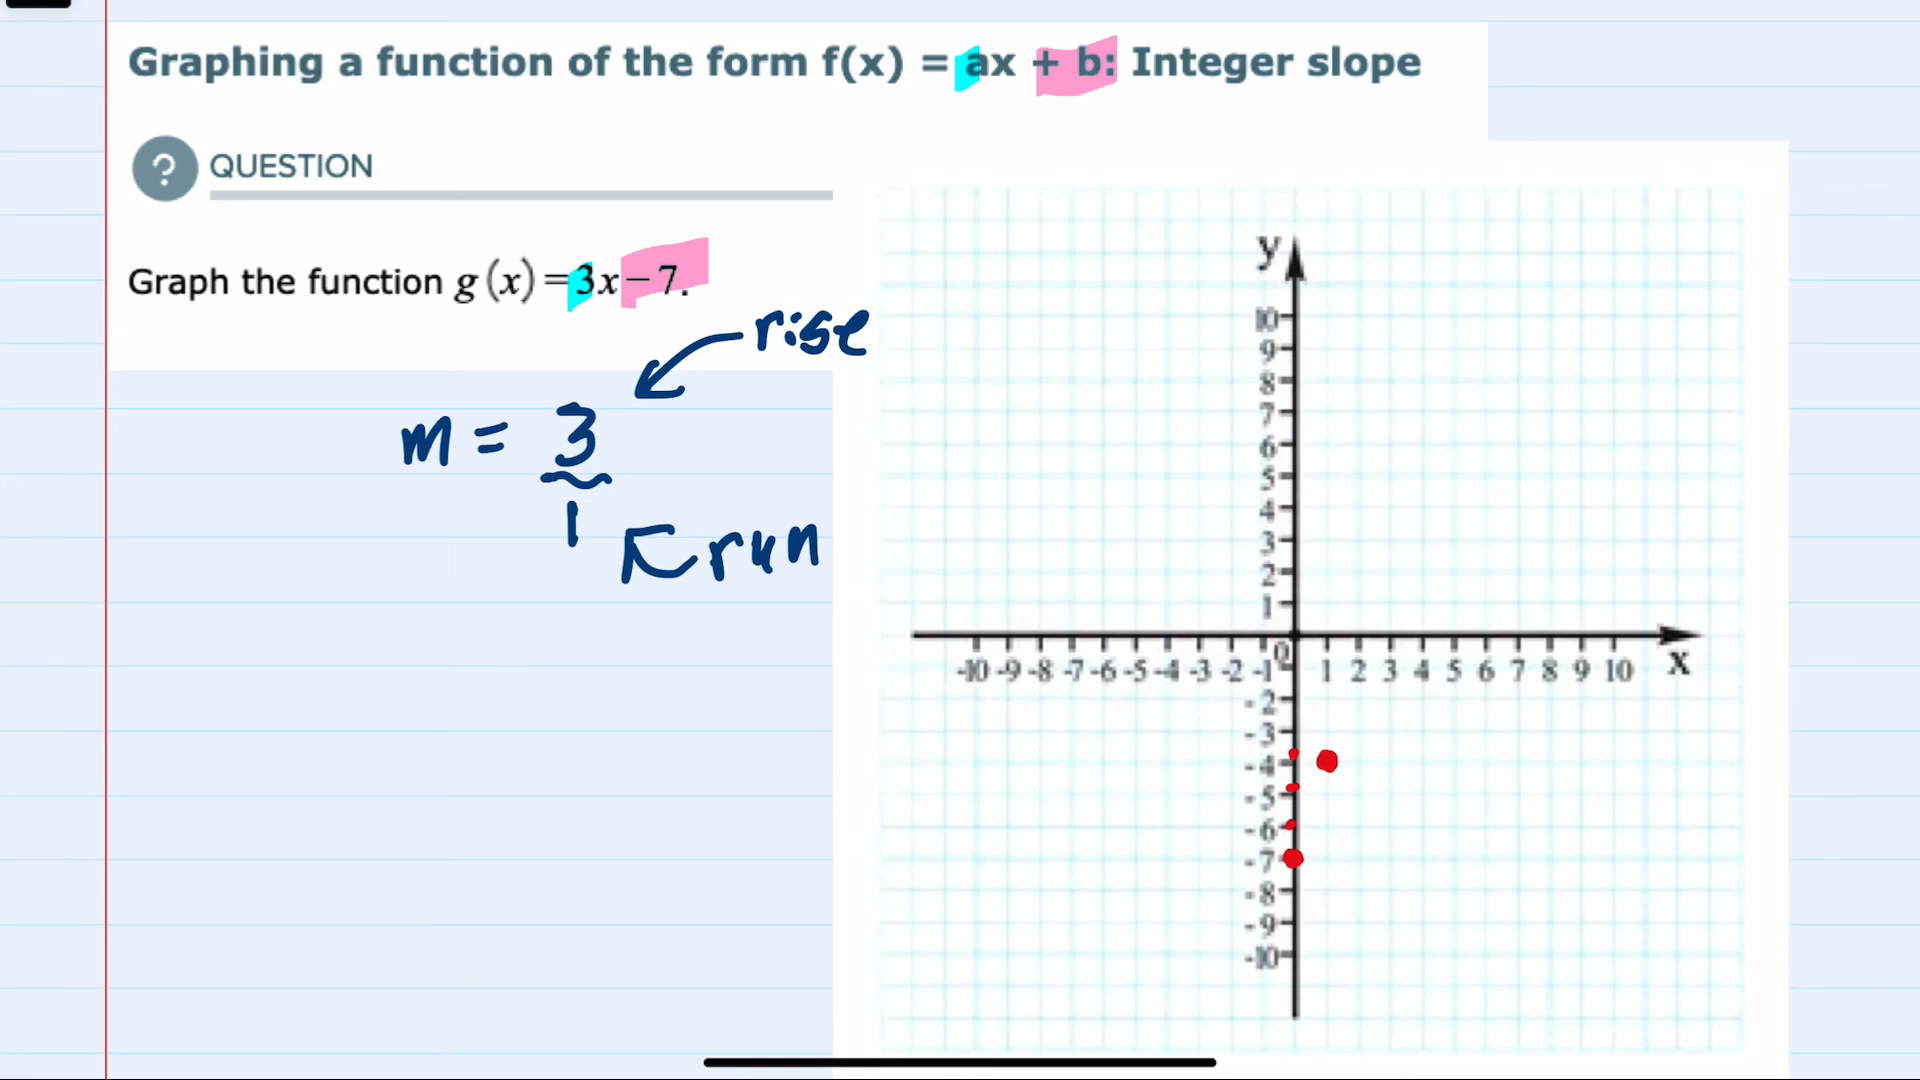 Graphing a function of the form f(x) = ax + b: Integer slope
? QUESTION
Graph the function g (x)=3x−7.
rise
m = 3
1
run
y
10
9
8
7
6
5
4
3
2
1
-10 -9 -8 -7 -6 -5 -4 -3 -2 -1 0 1 2 3 4 5 6 7 8 9 10 x
-2
-3
-4
-5
-6
-7
-8
-9
-10